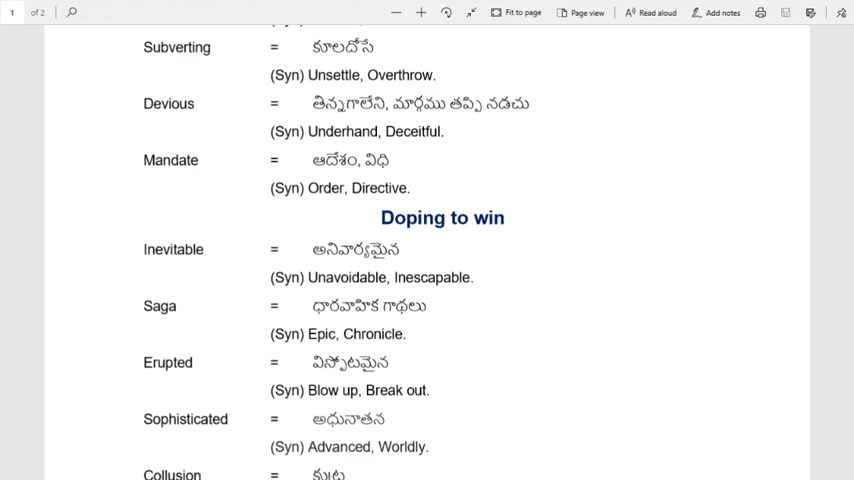 1 of 2 Fit to page Page view Read aloud Add notes
Subverting = కూలదోసే
(Syn) Unsettle, Overthrow.
Devious = తిన్నగాలేని, మార్గము తప్పి నడచు
(Syn) Underhand, Deceitful.
Mandate = ఆదేశం, విధి
(Syn) Order, Directive.
Doping to win
Inevitable = అనివార్యమైన
(Syn) Unavoidable, Inescapable.
Saga = ధారవాహిక గాథలు
(Syn) Epic, Chronicle.
Erupted = విస్పోటమైన
(Syn) Blow up, Break out.
Sophisticated = అధునాతన
(Syn) Advanced, Worldly.
Collusion = కుట్ర